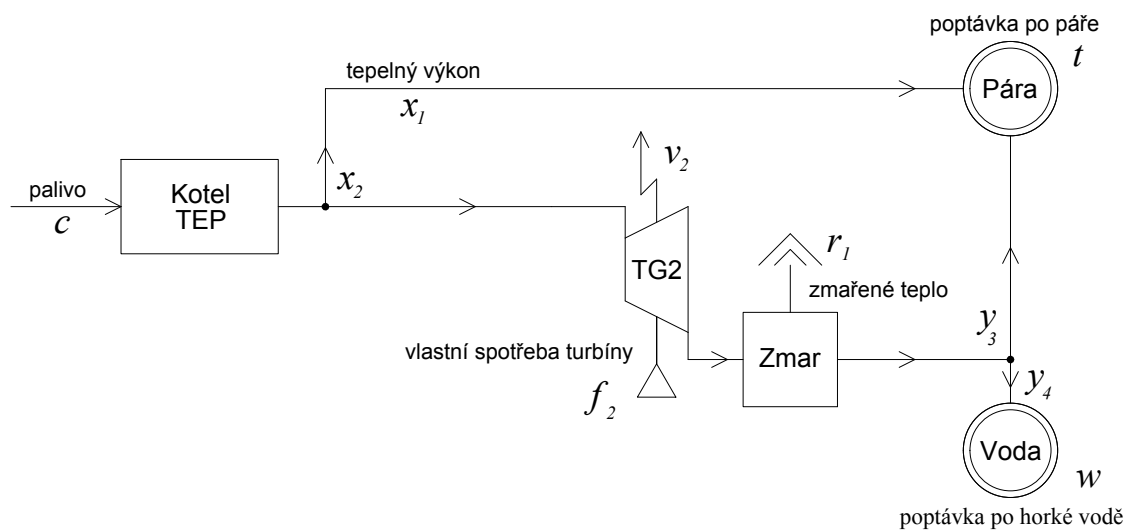 poptávka po páře
t
Pára
tepelný výkon
x1
palivo
c
Kotel
TEP
x2
v2
TG2
r1
zmařené teplo
vlastní spotřeba turbíny
f2
Zmar
y3
y4
Voda
w
poptávka po horké vodě